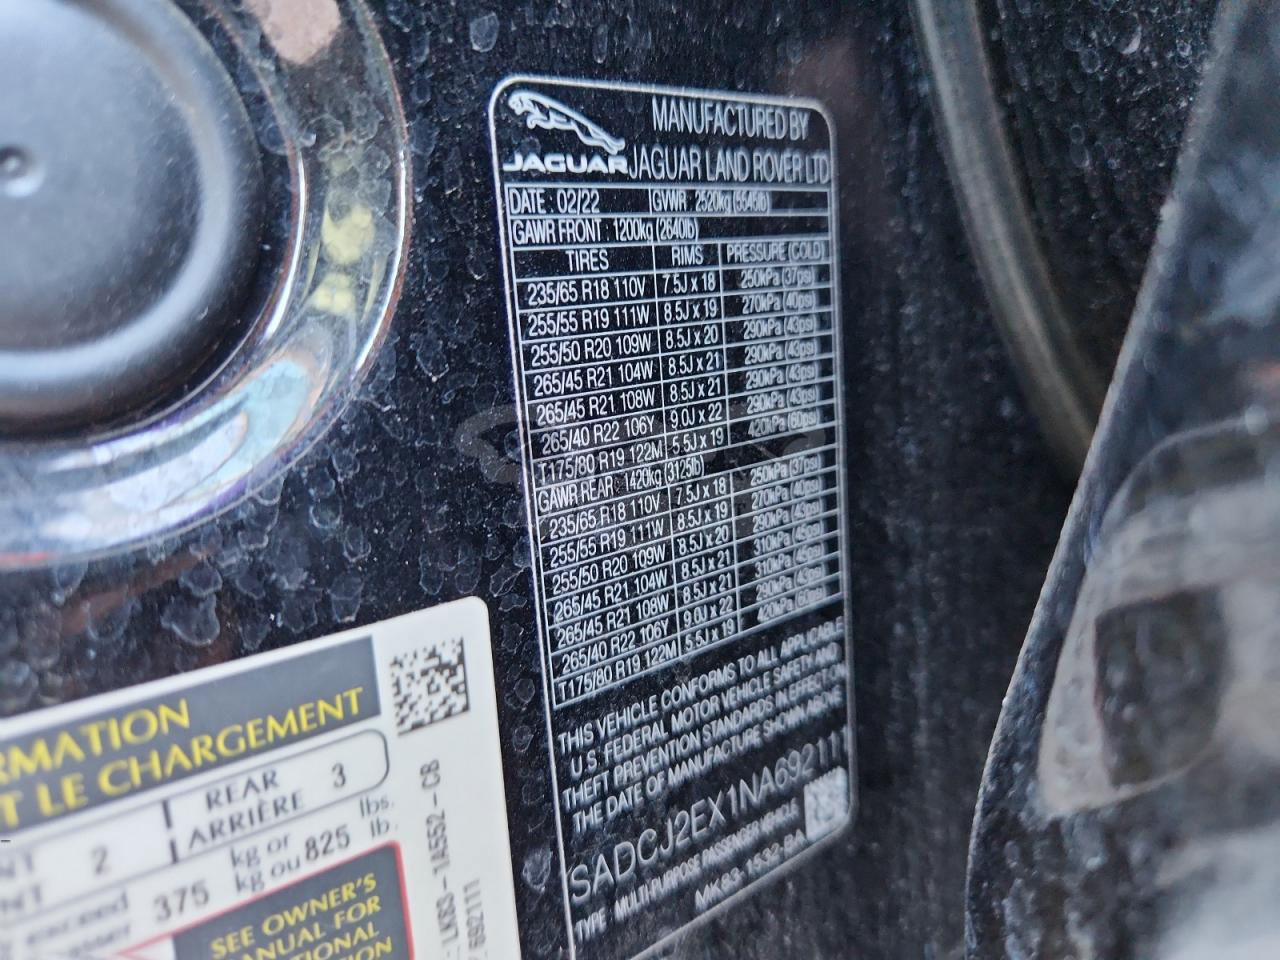 JAGUAR
MANUFACTURED BY
JAGUAR LAND ROVER LTD
DATE : 02/22 GVWR : 2520kg (5545lb)
GAWR FRONT : 1200kg (2640lb)
TIRES RIMS PRESSURE (COLD)
235/65 R18 110V 7.5J x 18 250kPa (37psi)
255/55 R19 111W 8.5J x 19 270kPa (40psi)
255/50 R20 109W 8.5J x 20 290kPa (43psi)
265/45 R21 104W 8.5J x 21 290kPa (43psi)
265/45 R21 108W 8.5J x 21 290kPa (43psi)
265/40 R22 106Y 9.0J x 22 290kPa (43psi)
T175/80 R19 122M 5.5J x 19 420kPa (60psi)
GAWR REAR: 1420kg (3125lb)
235/65 R18 110V 7.5J x 18 250kPa (37psi)
255/55 R19 111W 8.5J x 19 270kPa (40psi)
255/50 R20 109W 8.5J x 20 290kPa (43psi)
265/45 R21 104W 8.5J x 21 310kPa (45psi)
265/45 R21 108W 8.5J x 21 310kPa (45psi)
265/40 R22 106Y 9.0J x 22 290kPa (43psi)
T175/80 R19 122M 5.5J x 19 420kPa (60psi)
THIS VEHICLE CONFORMS TO ALL APPLICABLE
U.S. FEDERAL MOTOR VEHICLE SAFETY AND
THEFT PREVENTION STANDARDS IN EFFECT ON
THE DATE OF MANUFACTURE SHOWN ABOVE
SADCJ2EX1NA692111
TYPE : MULTI-PURPOSE PASSENGER VEHICLE
MK83-1532-BA
RMATION
T LE CHARGEMENT
NT 2 REAR 3
NT ARRIÈRE
exceed 375 kg or 825 lbs.
asser kg ou lb.
SEE OWNER'S
MANUAL FOR
TIONAL
TION
LK83-1A552-CB
692111